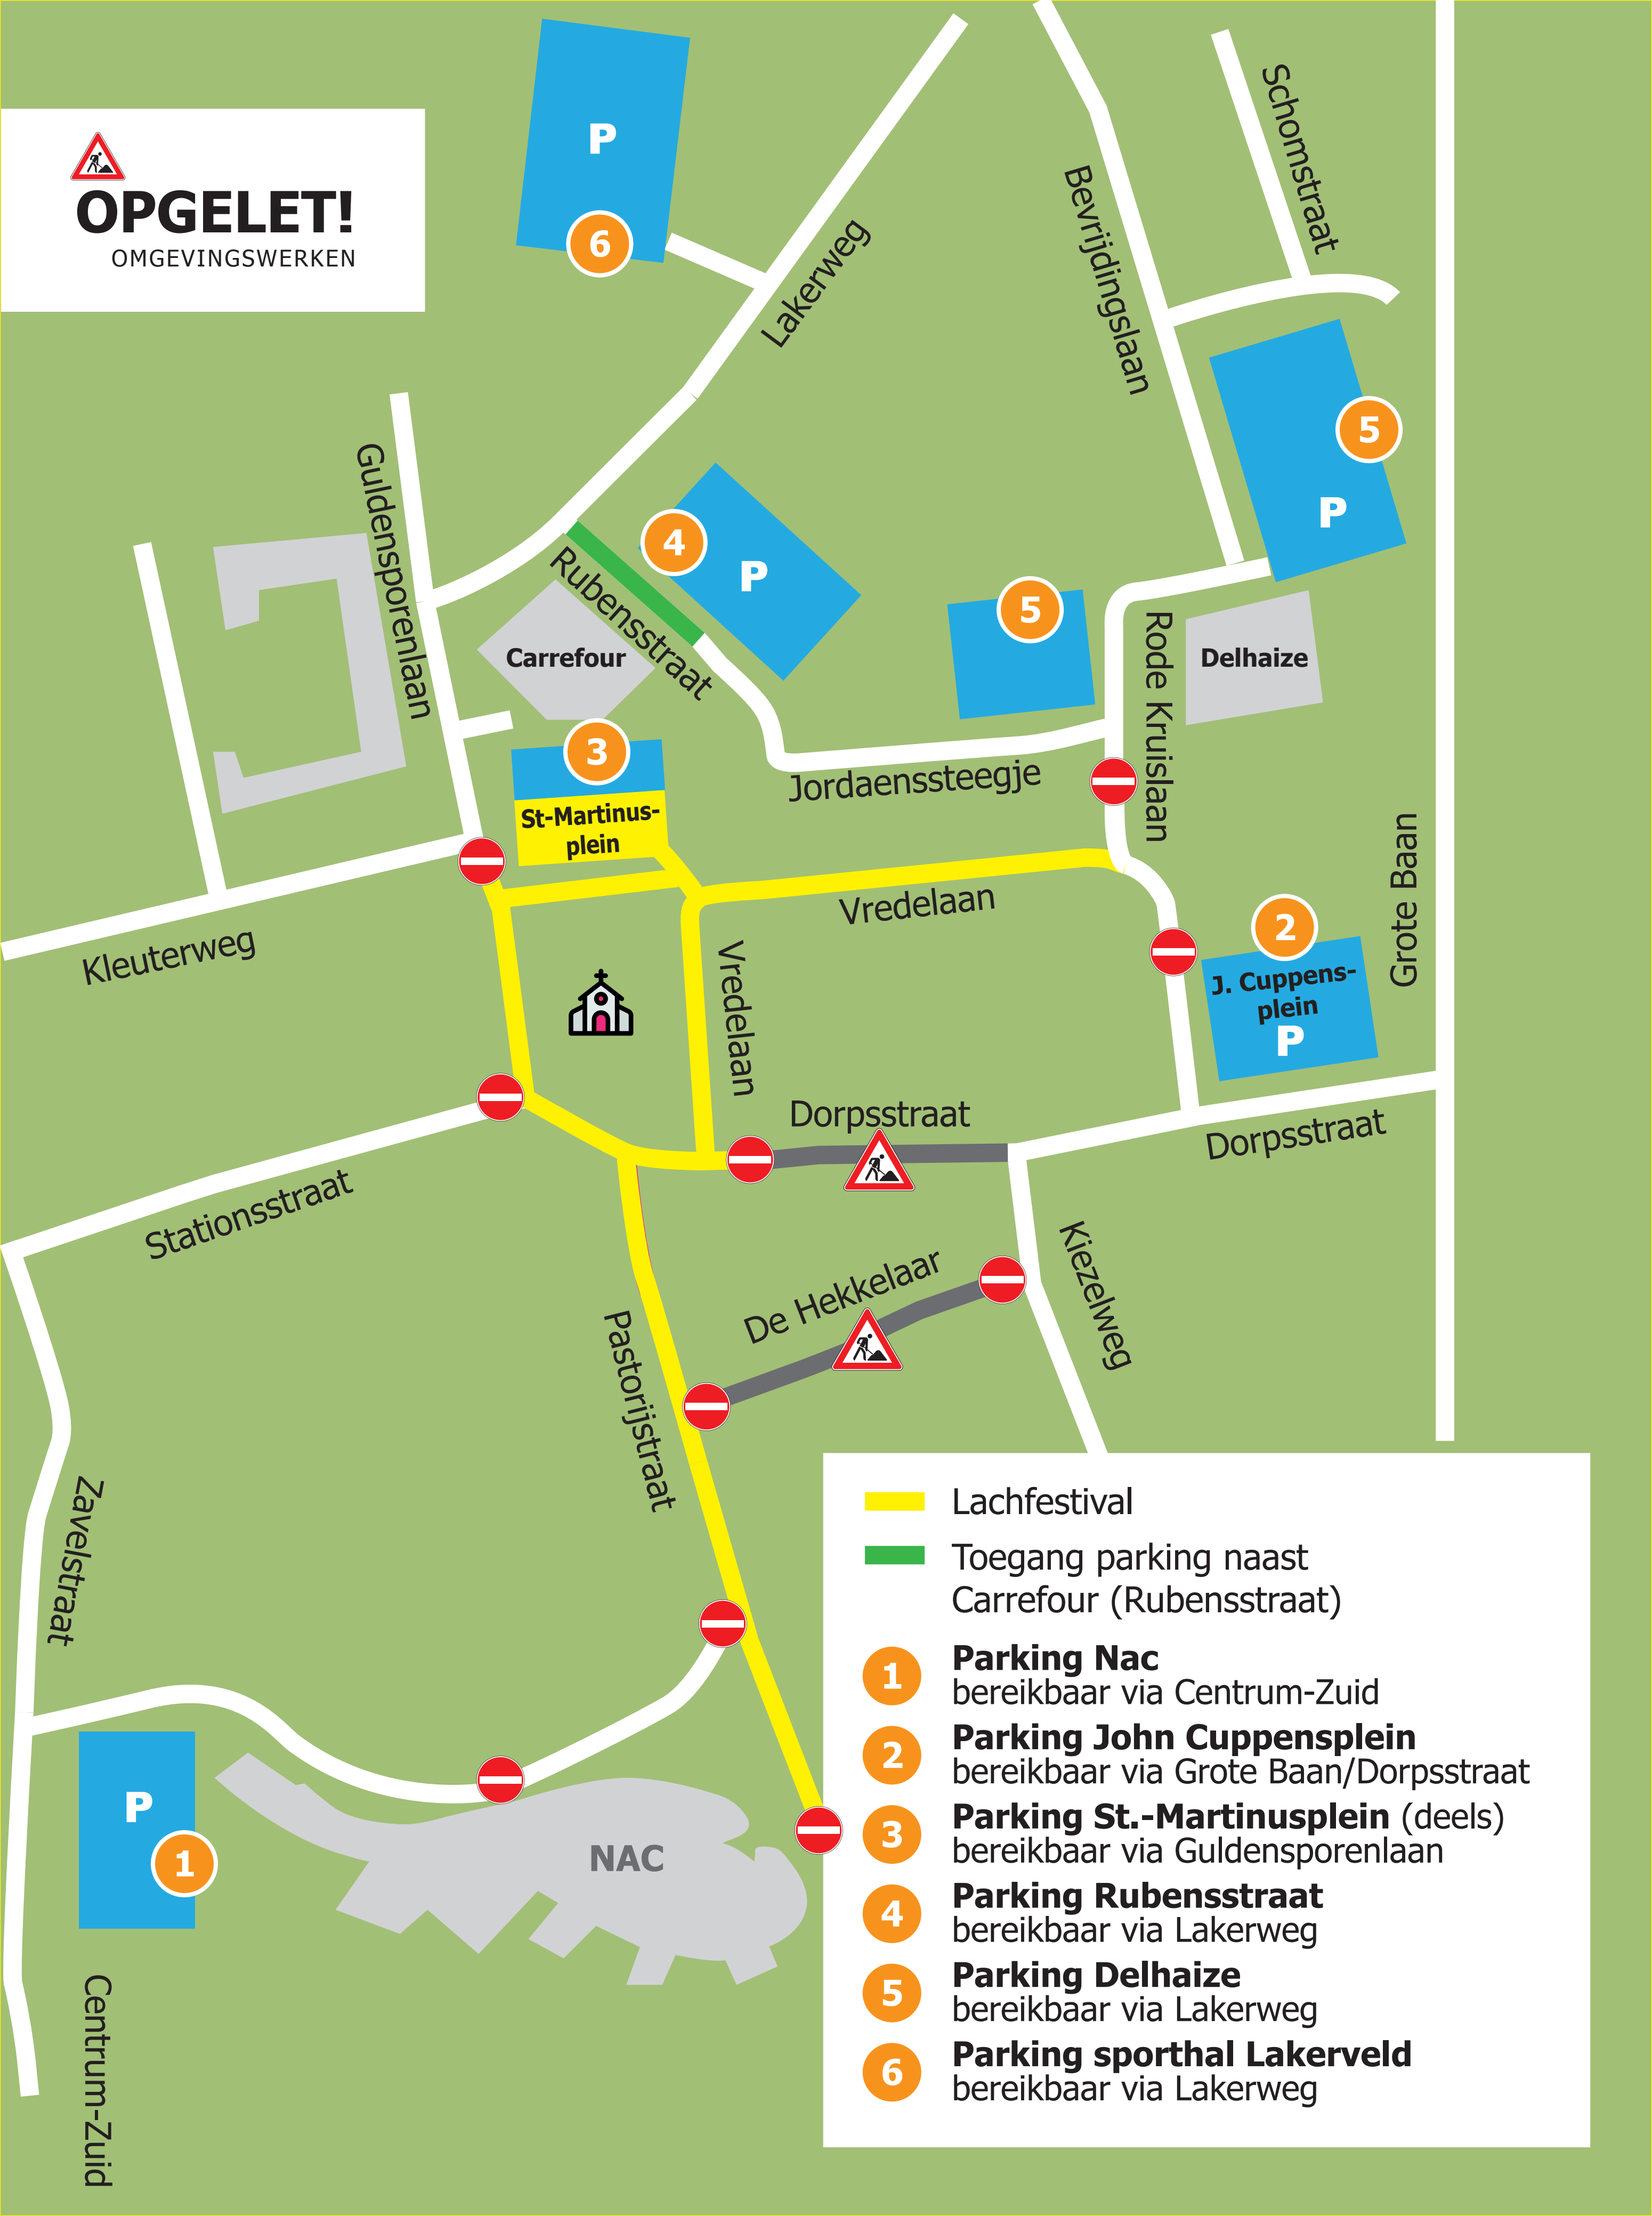 OPGELET!
OMGEVINGSWERKEN
P
6
Lakerweg
Bevrijdingslaan
Schomstraat
5
P
Guldensporenlaan
4
P
Rubensstraat
Carrefour
5
Rode Kruislaan
Delhaize
3
St-Martinus-
plein
Jordaenssteegje
Grote Baan
Kleuterweg
Vredelaan
Vredelaan
2
J. Cuppens-
plein
P
Dorpsstraat
Dorpsstraat
Stationsstraat
De Hekkelaar
Kiezelweg
Pastorijstraat
Zavelstraat
P
1
NAC
Centrum-Zuid
Lachfestival
Toegang parking naast
Carrefour (Rubensstraat)
1 Parking Nac
bereikbaar via Centrum-Zuid
2 Parking John Cuppensplein
bereikbaar via Grote Baan/Dorpsstraat
3 Parking St.-Martinusplein (deels)
bereikbaar via Guldensporenlaan
4 Parking Rubensstraat
bereikbaar via Lakerweg
5 Parking Delhaize
bereikbaar via Lakerweg
6 Parking sporthal Lakerveld
bereikbaar via Lakerweg